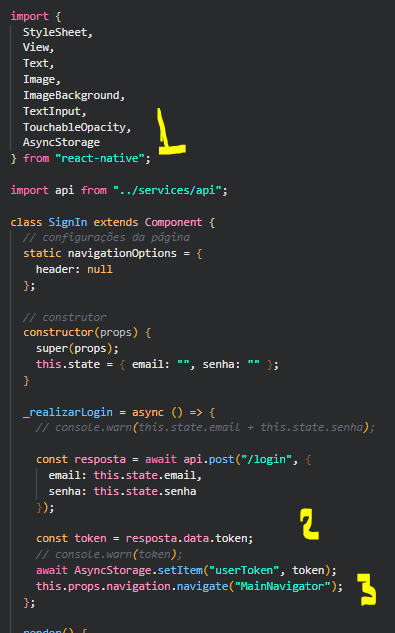 import {
  StyleSheet,
  View,
  Text,
  Image,
  ImageBackground,
  TextInput,
  TouchableOpacity,
  AsyncStorage
1
} from "react-native";

import api from "../services/api";

class SignIn extends Component {
  // configurações da página
  static navigationOptions = {
    header: null
  };

  // construtor
  constructor(props) {
    super(props);
    this.state = { email: "", senha: "" };
  }

  _realizarLogin = async () => {
    // console.warn(this.state.email + this.state.senha);

    const resposta = await api.post("/login", {
      email: this.state.email,
      senha: this.state.senha
    });
2
    const token = resposta.data.token;
    // console.warn(token);
    await AsyncStorage.setItem("userToken", token);
    this.props.navigation.navigate("MainNavigator");
3
  };

  render() {